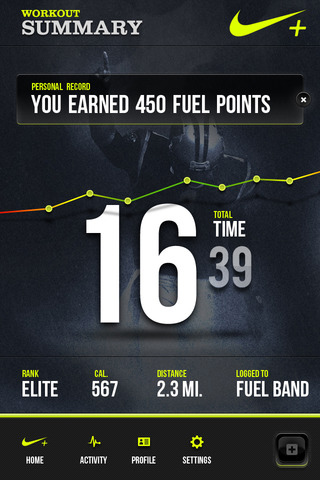 WORKOUT
SUMMARY
+
PERSONAL RECORD
YOU EARNED 450 FUEL POINTS
16
TOTAL
TIME
39
RANK
ELITE
CAL.
567
DISTANCE
2.3 MI.
LOGGED TO
FUEL BAND
HOME
ACTIVITY
PROFILE
SETTINGS